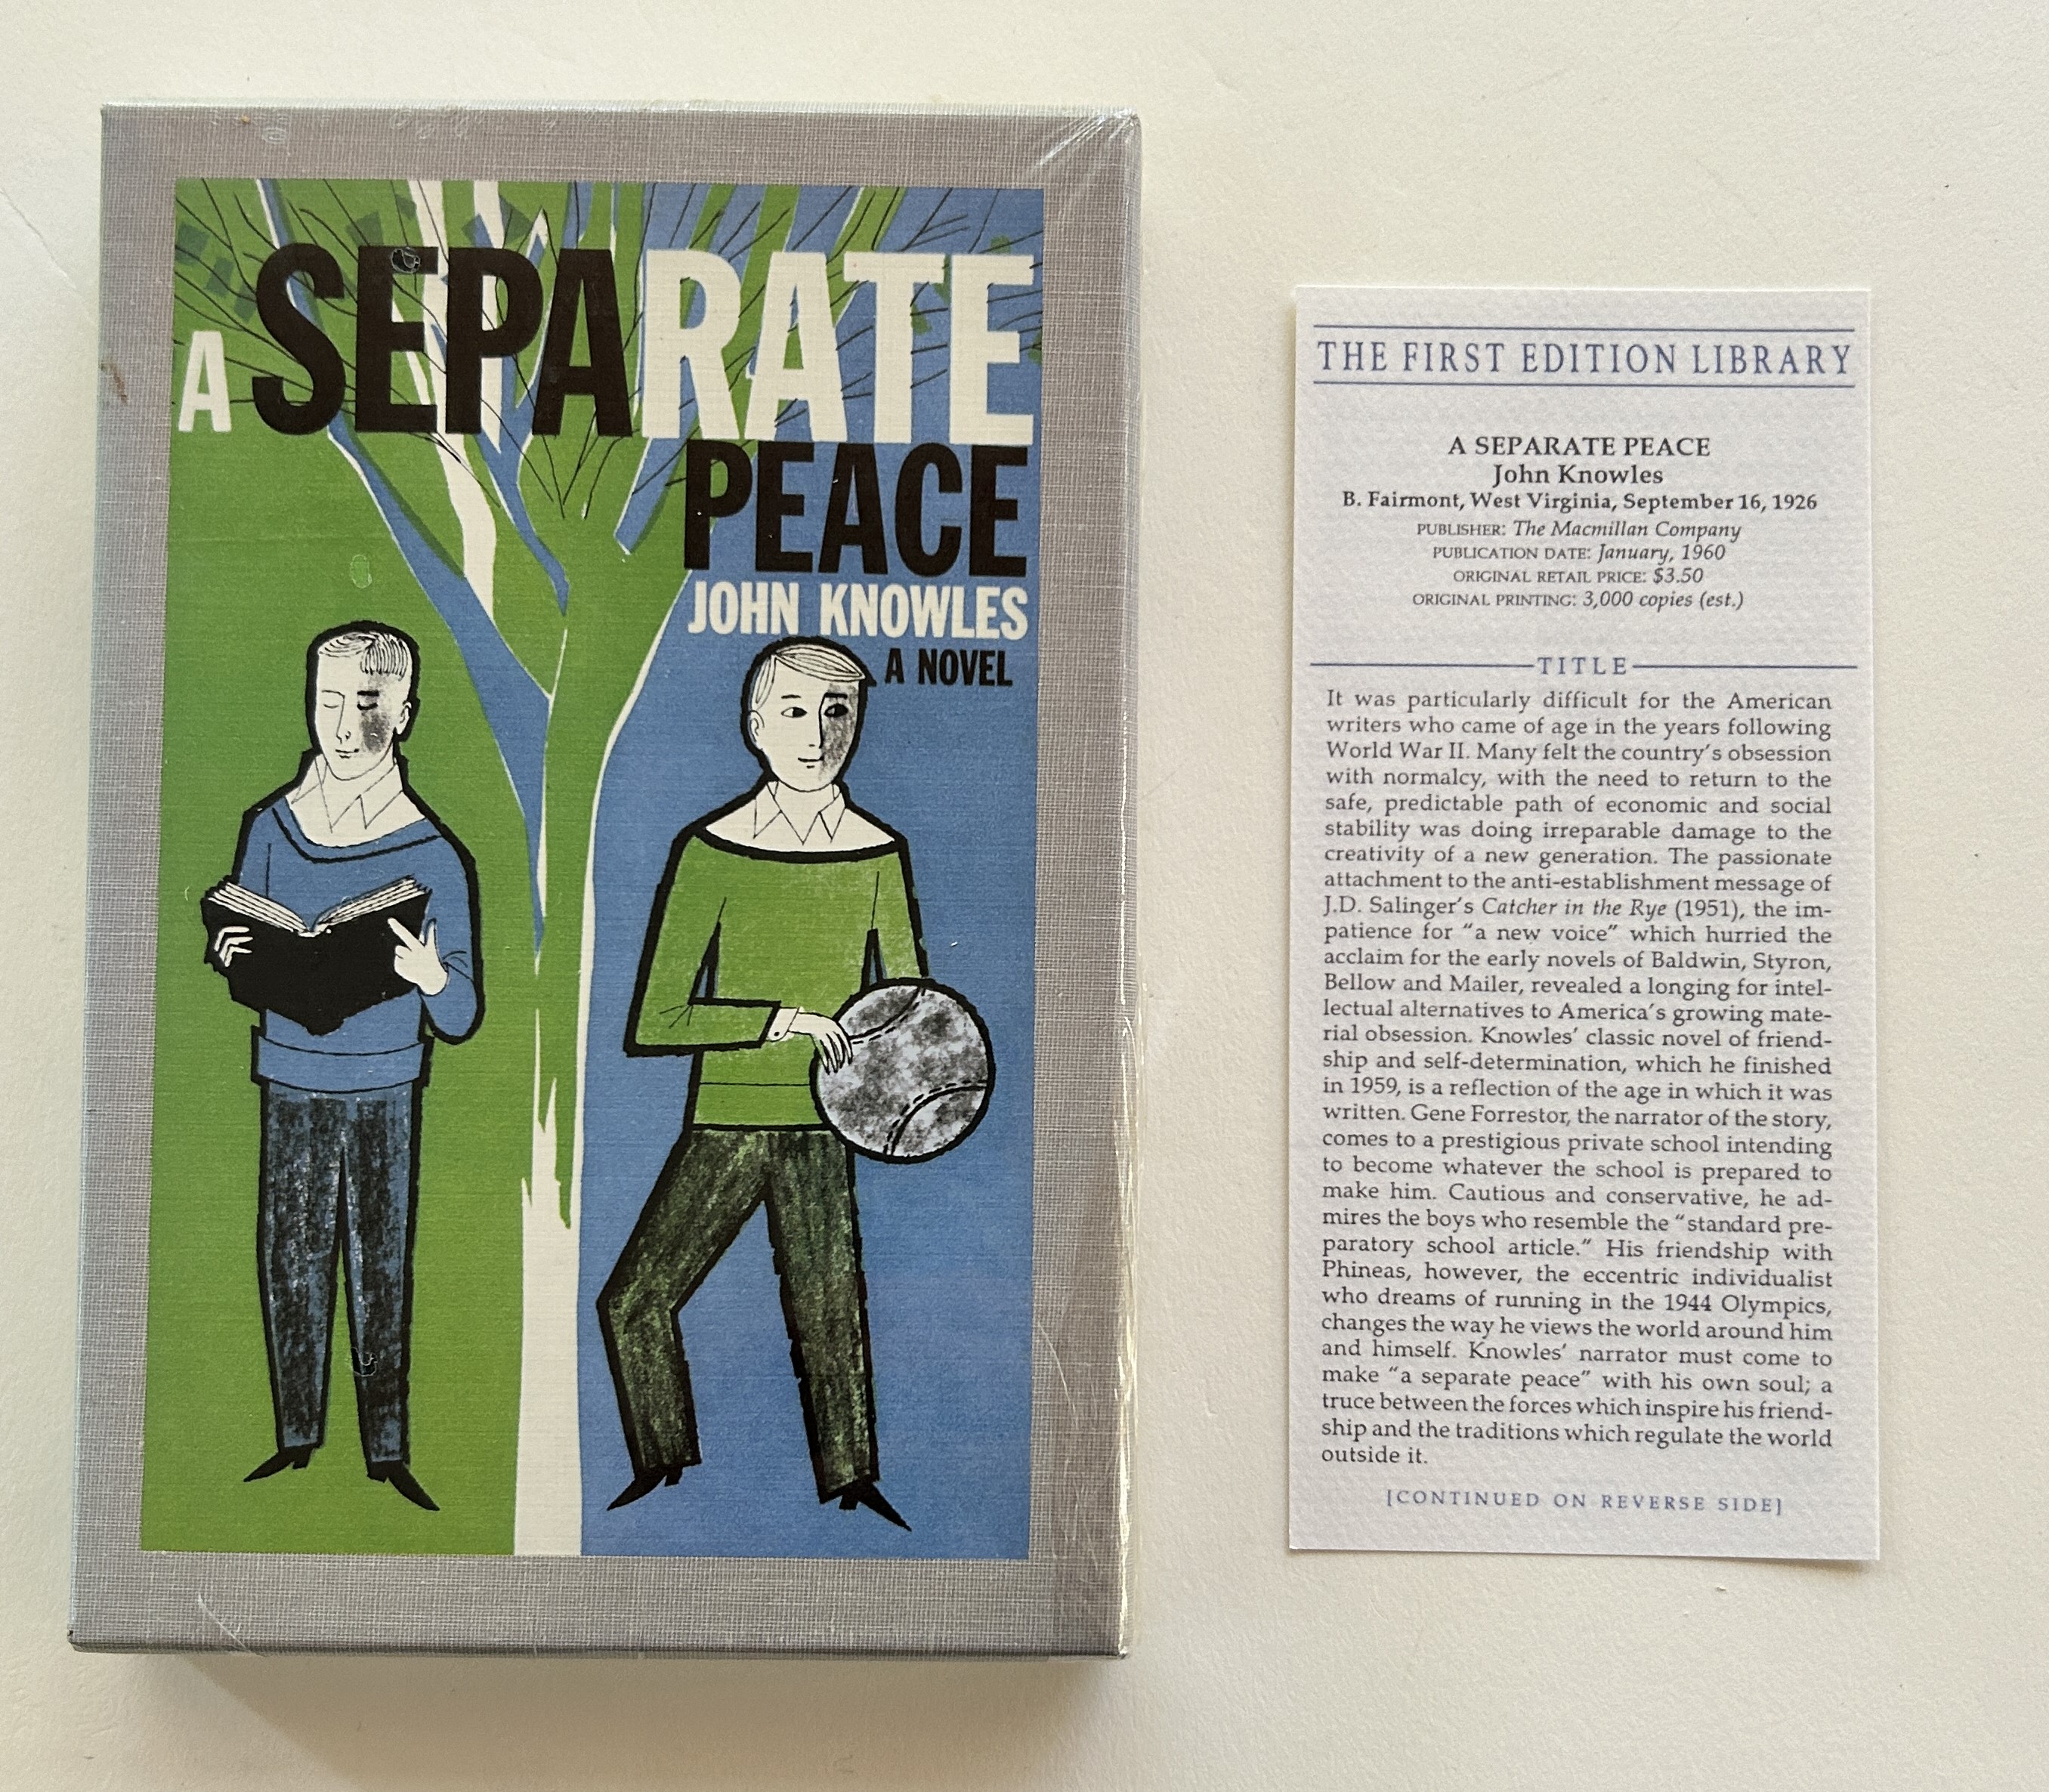 A SEPARATE
PEACE
JOHN KNOWLES
A NOVEL
THE FIRST EDITION LIBRARY
A SEPARATE PEACE
John Knowles
B. Fairmont, West Virginia, September 16, 1926
PUBLISHER: The Macmillan Company
PUBLICATION DATE: January, 1960
ORIGINAL RETAIL PRICE: $3.50
ORIGINAL PRINTING: 3,000 copies (est.)
TITLE
It was particularly difficult for the American
writers who came of age in the years following
World War II. Many felt the country's obsession
with normalcy, with the need to return to the
safe, predictable path of economic and social
stability was doing irreparable damage to the
creativity of a new generation. The passionate
attachment to the anti-establishment message of
J.D. Salinger's Catcher in the Rye (1951), the im-
patience for "a new voice" which hurried the
acclaim for the early novels of Baldwin, Styron,
Bellow and Mailer, revealed a longing for intel-
lectual alternatives to America's growing mate-
rial obsession. Knowles' classic novel of friend-
ship and self-determination, which he finished
in 1959, is a reflection of the age in which it was
written. Gene Forrestor, the narrator of the story,
comes to a prestigious private school intending
to become whatever the school is prepared to
make him. Cautious and conservative, he ad-
mires the boys who resemble the "standard pre-
paratory school article." His friendship with
Phineas, however, the eccentric individualist
who dreams of running in the 1944 Olympics,
changes the way he views the world around him
and himself. Knowles' narrator must come to
make "a separate peace" with his own soul; a
truce between the forces which inspire his friend-
ship and the traditions which regulate the world
outside it.
[CONTINUED ON REVERSE SIDE]